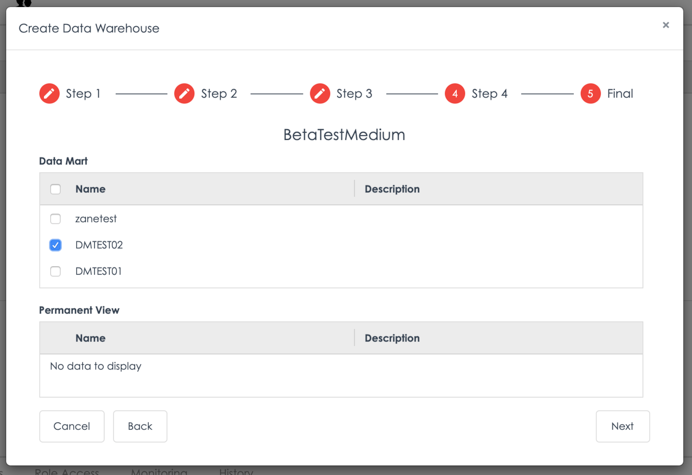 Create Data Warehouse ×
Step 1 Step 2 Step 3 4 Step 4 5 Final
BetaTestMedium
Data Mart
Name Description
zanetest
DMTEST02
DMTEST01
Permanent View
Name Description
No data to display
Cancel Back Next
Role Access Monitoring History